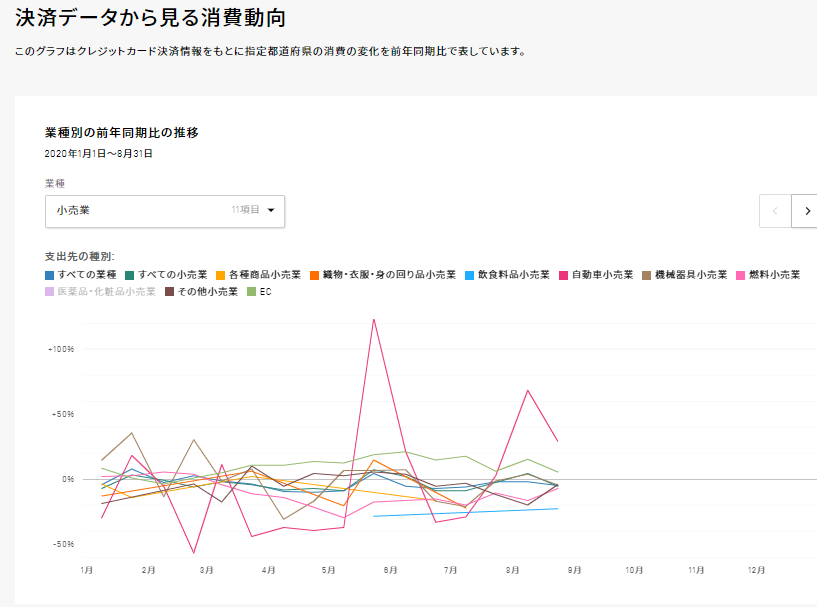 決済データから見る消費動向
このグラフはクレジットカード決済情報をもとに指定都道府県の消費の変化を前年同期比で表しています。
業種別の前年同期比の推移
2020年1月1日〜8月31日
業種
小売業 11項目
支出先の種別:
すべての業種 すべての小売業 各種商品小売業 織物・衣服・身の回り品小売業 飲食料品小売業 自動車小売業 機械器具小売業 燃料小売業
医薬品・化粧品小売業 その他小売業 EC
+100%
+50%
0%
-50%
1月 2月 3月 4月 5月 6月 7月 8月 9月 10月 11月 12月